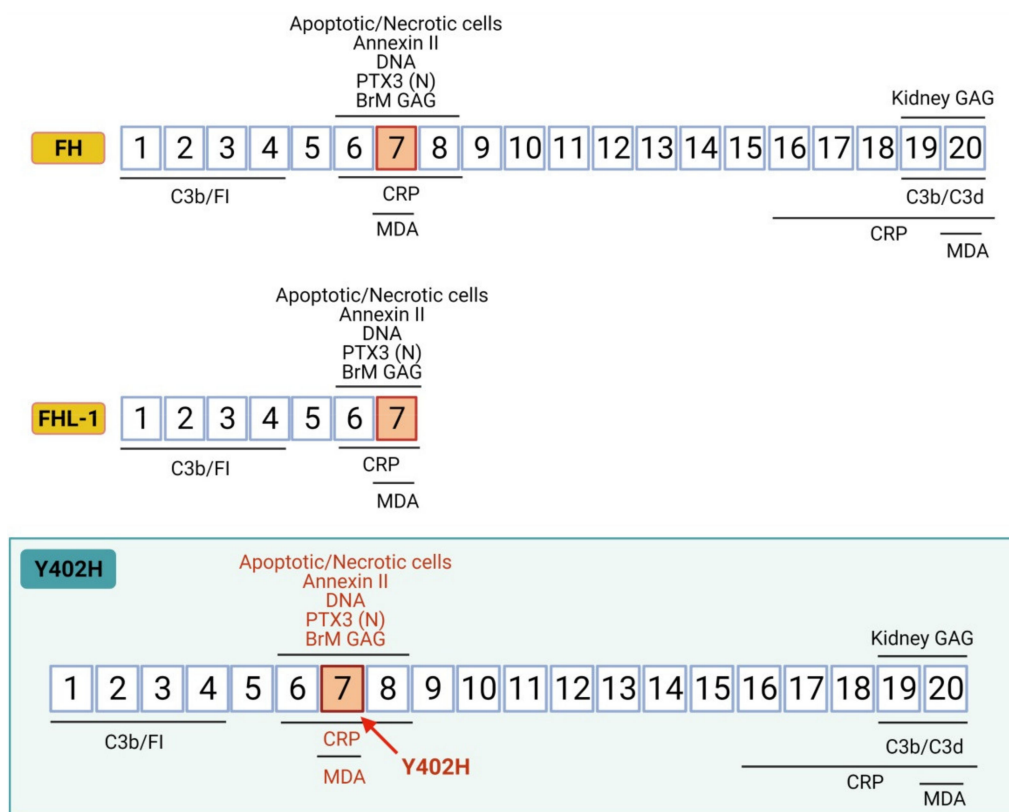 Apoptotic/Necrotic cells
Annexin II
DNA
PTX3 (N)
BrM GAG
Kidney GAG
FH 1 2 3 4 5 6 7 8 9 10 11 12 13 14 15 16 17 18 19 20
C3b/FI CRP C3b/C3d
MDA CRP MDA
Apoptotic/Necrotic cells
Annexin II
DNA
PTX3 (N)
BrM GAG
FHL-1 1 2 3 4 5 6 7
C3b/FI CRP
MDA
Y402H
Apoptotic/Necrotic cells
Annexin II
DNA
PTX3 (N)
BrM GAG
Kidney GAG
1 2 3 4 5 6 7 8 9 10 11 12 13 14 15 16 17 18 19 20
C3b/FI CRP C3b/C3d
MDA Y402H CRP MDA